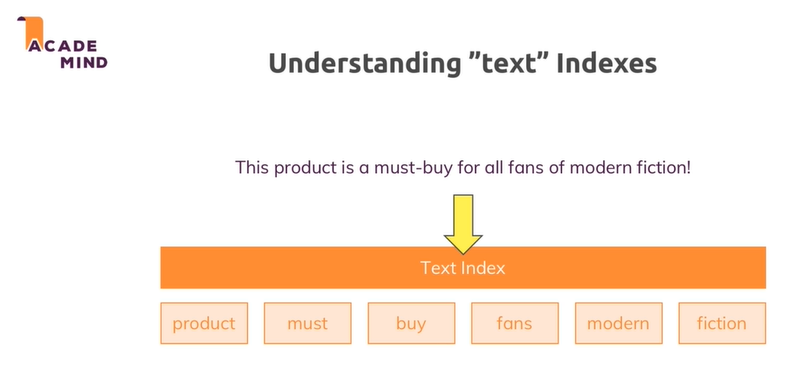 ACADE
MIND
Understanding ”text” Indexes
This product is a must-buy for all fans of modern fiction!
Text Index
product must buy fans modern fiction